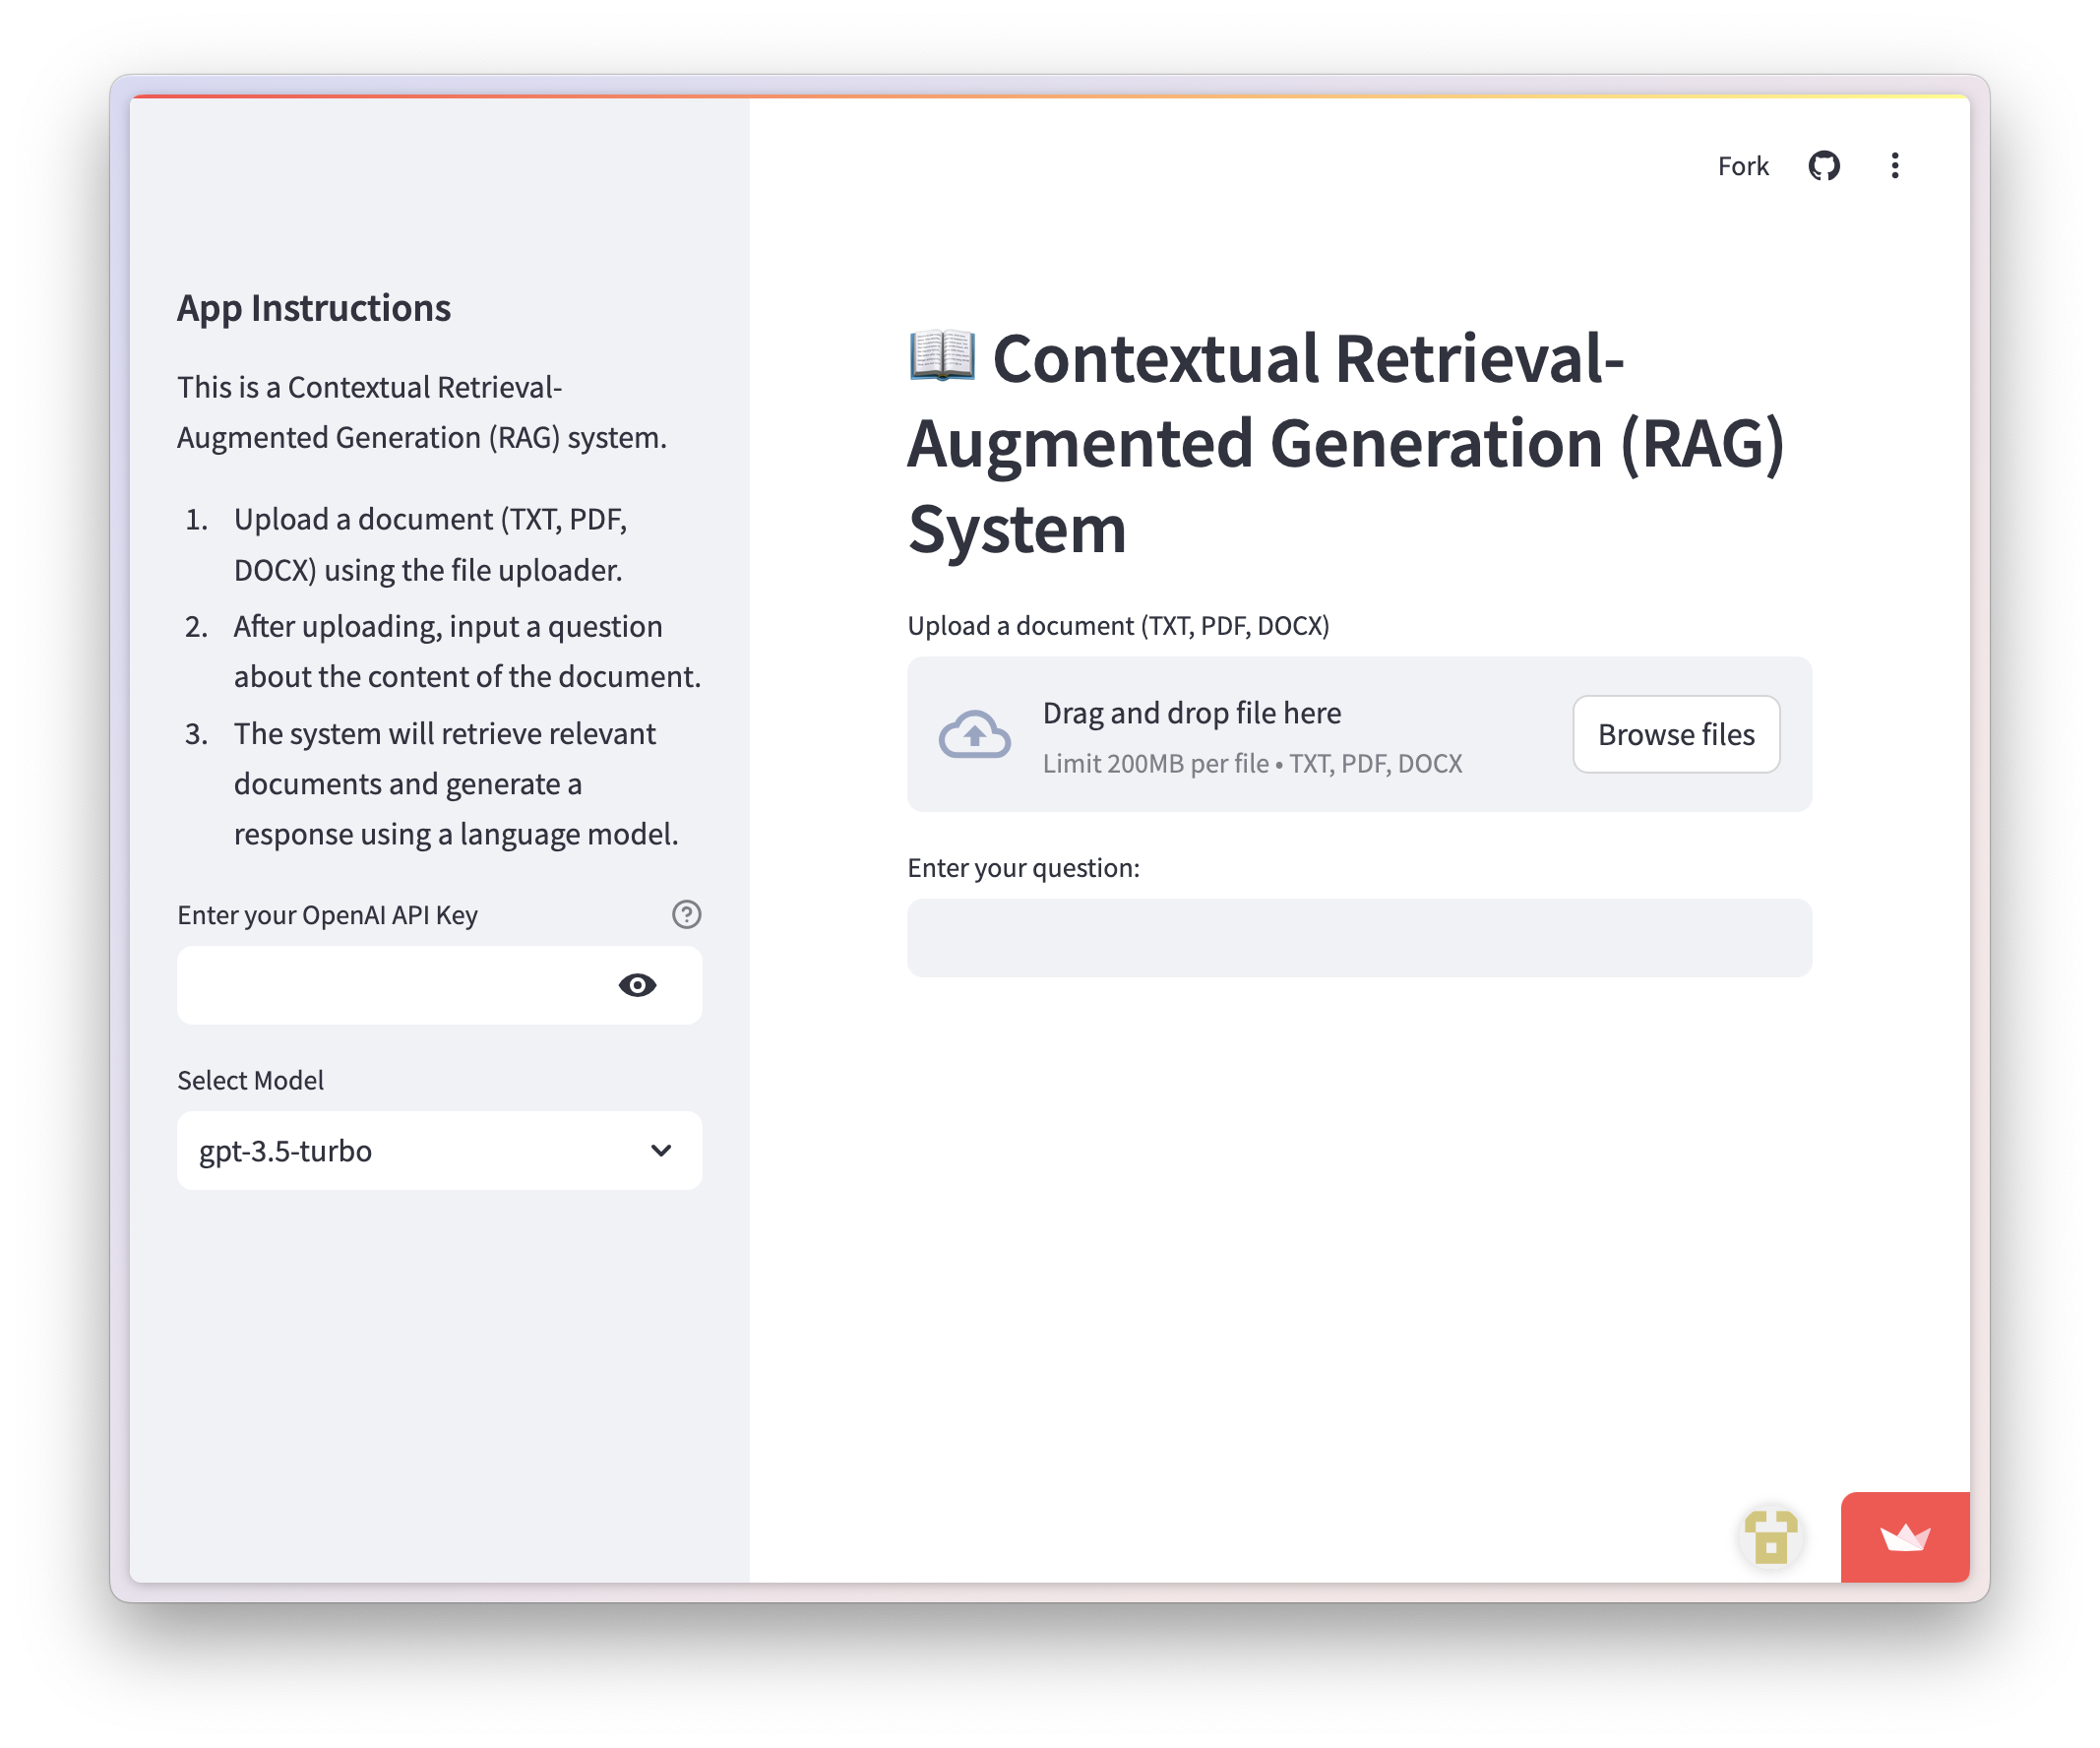 Fork
App Instructions
This is a Contextual Retrieval-
Augmented Generation (RAG) system.
1. Upload a document (TXT, PDF,
DOCX) using the file uploader.
2. After uploading, input a question
about the content of the document.
3. The system will retrieve relevant
documents and generate a
response using a language model.
Enter your OpenAI API Key
Select Model
gpt-3.5-turbo
📖 Contextual Retrieval-
Augmented Generation (RAG)
System
Upload a document (TXT, PDF, DOCX)
Drag and drop file here
Limit 200MB per file • TXT, PDF, DOCX
Browse files
Enter your question: